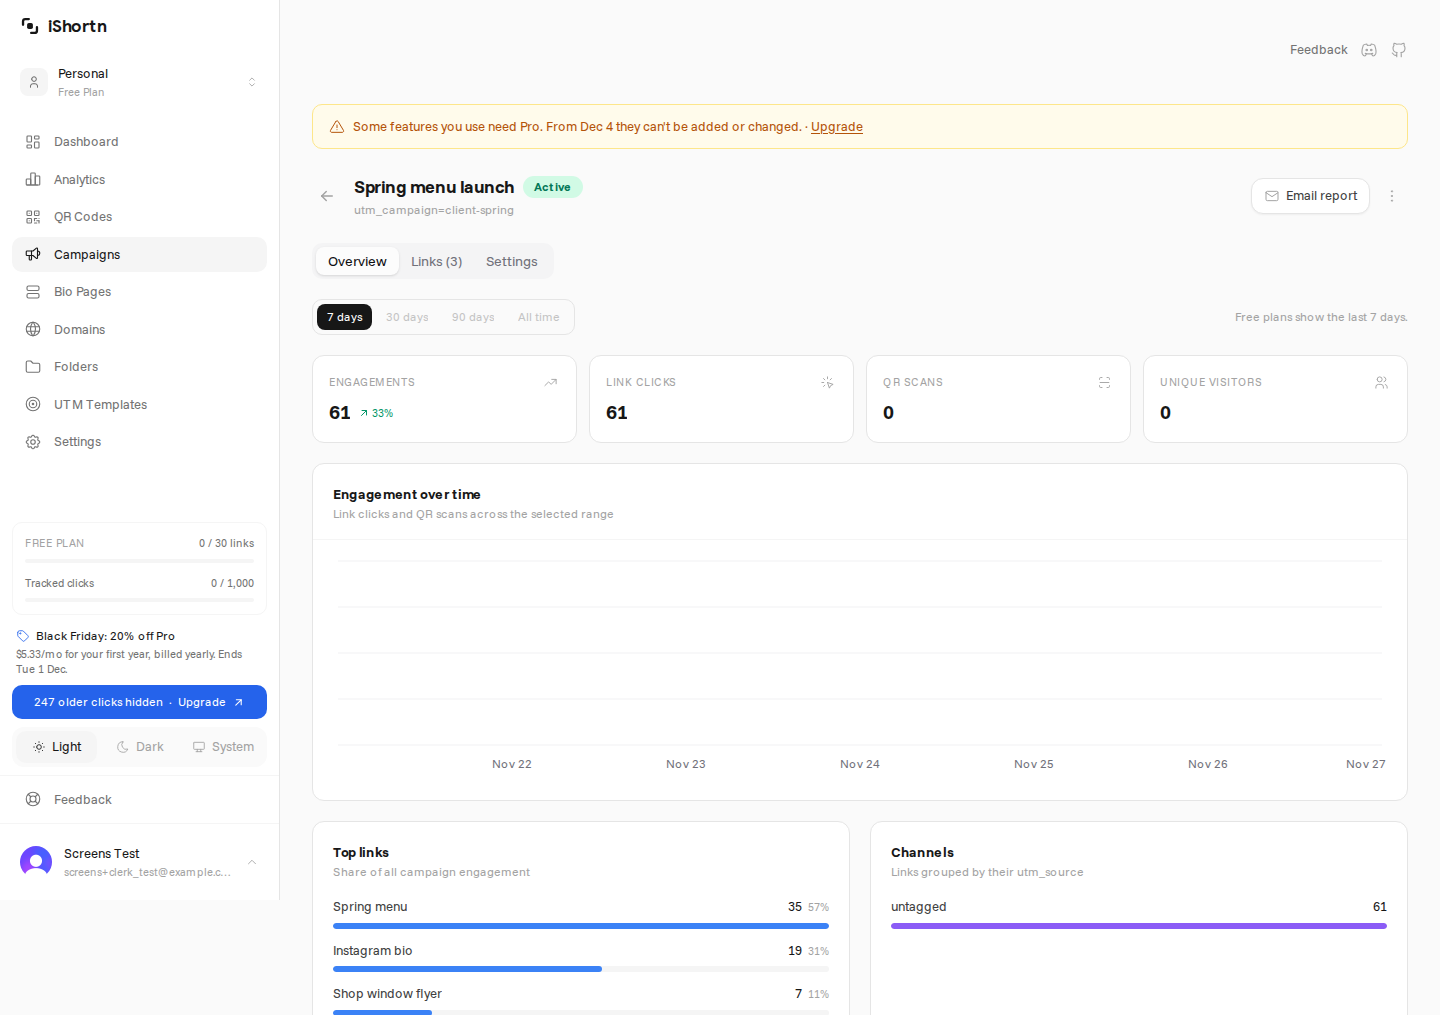 iShortn
Personal
Free Plan
Dashboard
Analytics
QR Codes
Campaigns
Bio Pages
Domains
Folders
UTM Templates
Settings
FREE PLAN 0 / 30 links
Tracked clicks 0 / 1,000
Black Friday: 20% off Pro
$5.33/mo for your first year, billed yearly. Ends
Tue 1 Dec.
247 older clicks hidden · Upgrade
Light Dark System
Feedback
Screens Test
screens+clerk_test@example.c...
Feedback
Some features you use need Pro. From Dec 4 they can't be added or changed. · Upgrade
Spring menu launch Active
utm_campaign=client-spring
Email report
Overview Links (3) Settings
7 days 30 days 90 days All time
Free plans show the last 7 days.
ENGAGEMENTS
61 33%
LINK CLICKS
61
QR SCANS
0
UNIQUE VISITORS
0
Engagement over time
Link clicks and QR scans across the selected range
Nov 22 Nov 23 Nov 24 Nov 25 Nov 26 Nov 27
Top links
Share of all campaign engagement
Spring menu 35 57%
Instagram bio 19 31%
Shop window flyer 7 11%
Channels
Links grouped by their utm_source
untagged 61